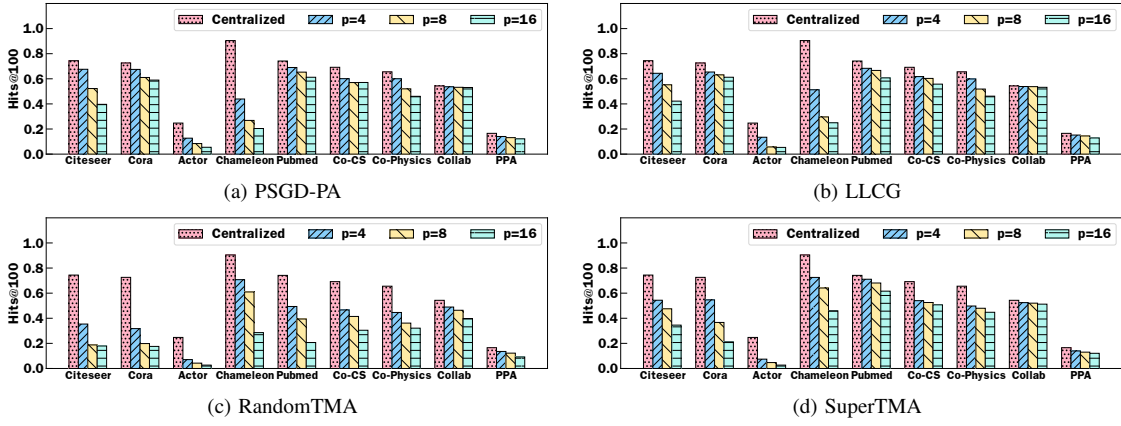 Centralized p=4 p=8 p=16
1.0
0.8
0.6
0.4
0.2
0.0
Hits@100
Citeseer Cora Actor Chameleon Pubmed Co-CS Co-Physics Collab PPA
(a) PSGD-PA
Centralized p=4 p=8 p=16
1.0
0.8
0.6
0.4
0.2
0.0
Hits@100
Citeseer Cora Actor Chameleon Pubmed Co-CS Co-Physics Collab PPA
(b) LLCG
Centralized p=4 p=8 p=16
1.0
0.8
0.6
0.4
0.2
0.0
Hits@100
Citeseer Cora Actor Chameleon Pubmed Co-CS Co-Physics Collab PPA
(c) RandomTMA
Centralized p=4 p=8 p=16
1.0
0.8
0.6
0.4
0.2
0.0
Hits@100
Citeseer Cora Actor Chameleon Pubmed Co-CS Co-Physics Collab PPA
(d) SuperTMA